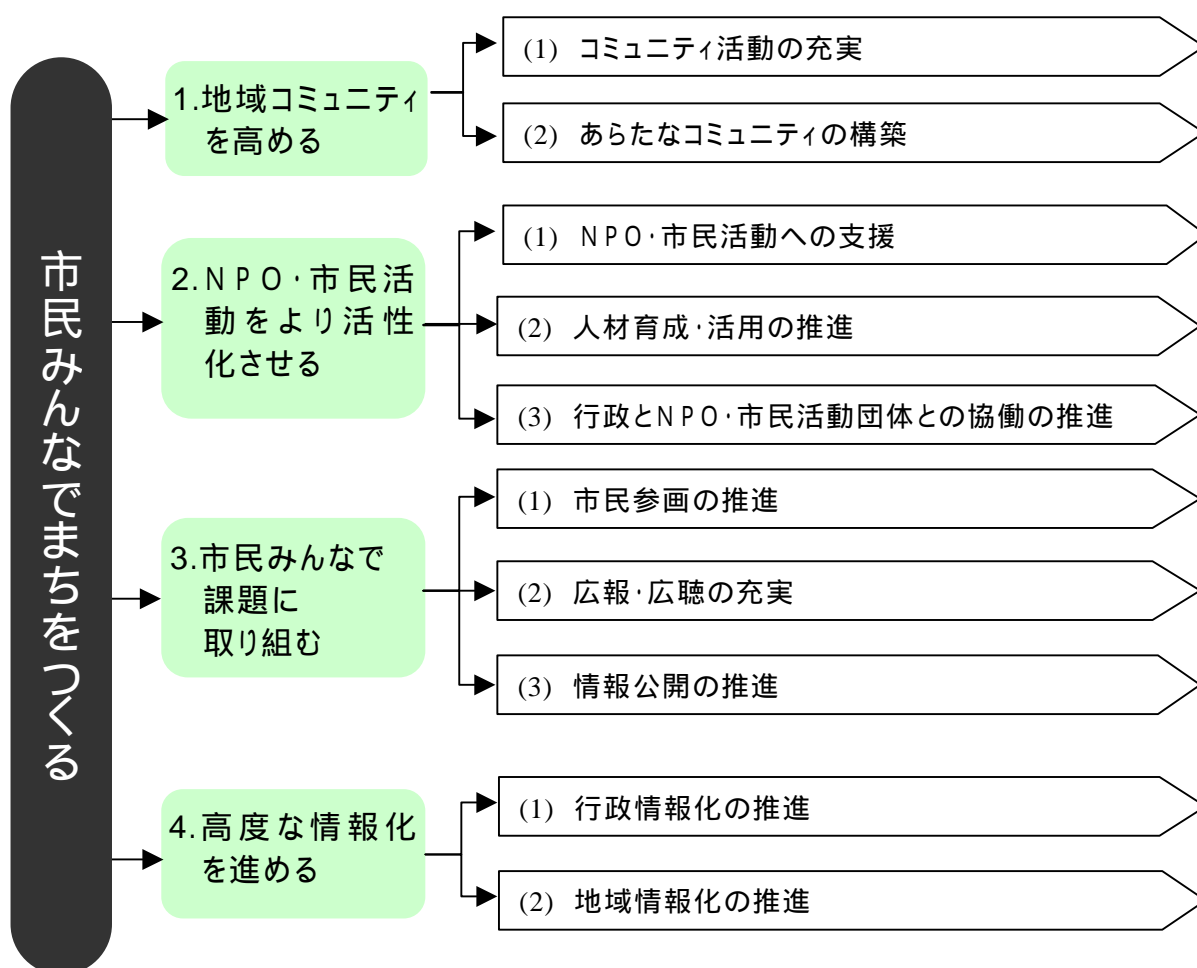 市民みんなでまちをつくる
1.地域コミュニティ
を高める
(1) コミュニティ活動の充実
(2) あらたなコミュニティの構築
2.NPO・市民活
動をより活性
化させる
(1) NPO・市民活動への支援
(2) 人材育成・活用の推進
(3) 行政とNPO・市民活動団体との協働の推進
3.市民みんなで
課題に
取り組む
(1) 市民参画の推進
(2) 広報・広聴の充実
(3) 情報公開の推進
4.高度な情報化
を進める
(1) 行政情報化の推進
(2) 地域情報化の推進